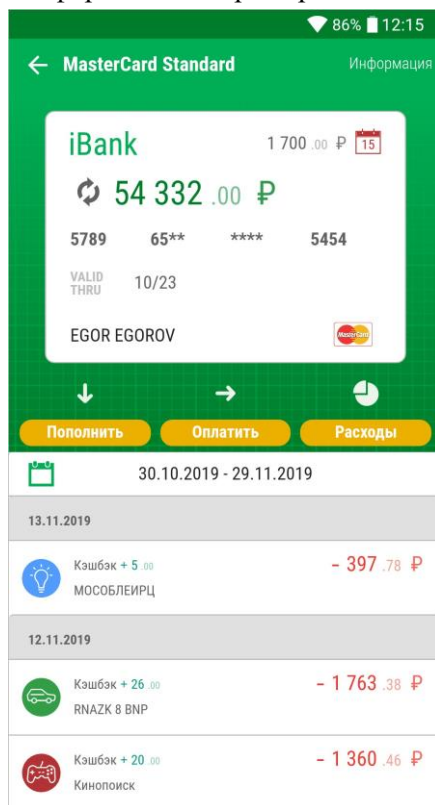 86% 12:15
MasterCard Standard Информация
iBank 1 700 .00 ₽ 15
54 332 .00 ₽
5789 65** **** 5454
VALID THRU 10/23
EGOR EGOROV MasterCard
Пополнить Оплатить Расходы
30.10.2019 - 29.11.2019
13.11.2019
Кэшбэк + 5 .00 - 397 .78 ₽
МОСОБЛЕИРЦ
12.11.2019
Кэшбэк + 26 .00 - 1 763 .38 ₽
RNAZK 8 BNP
Кэшбэк + 20 .00 - 1 360 .46 ₽
Кинопоиск